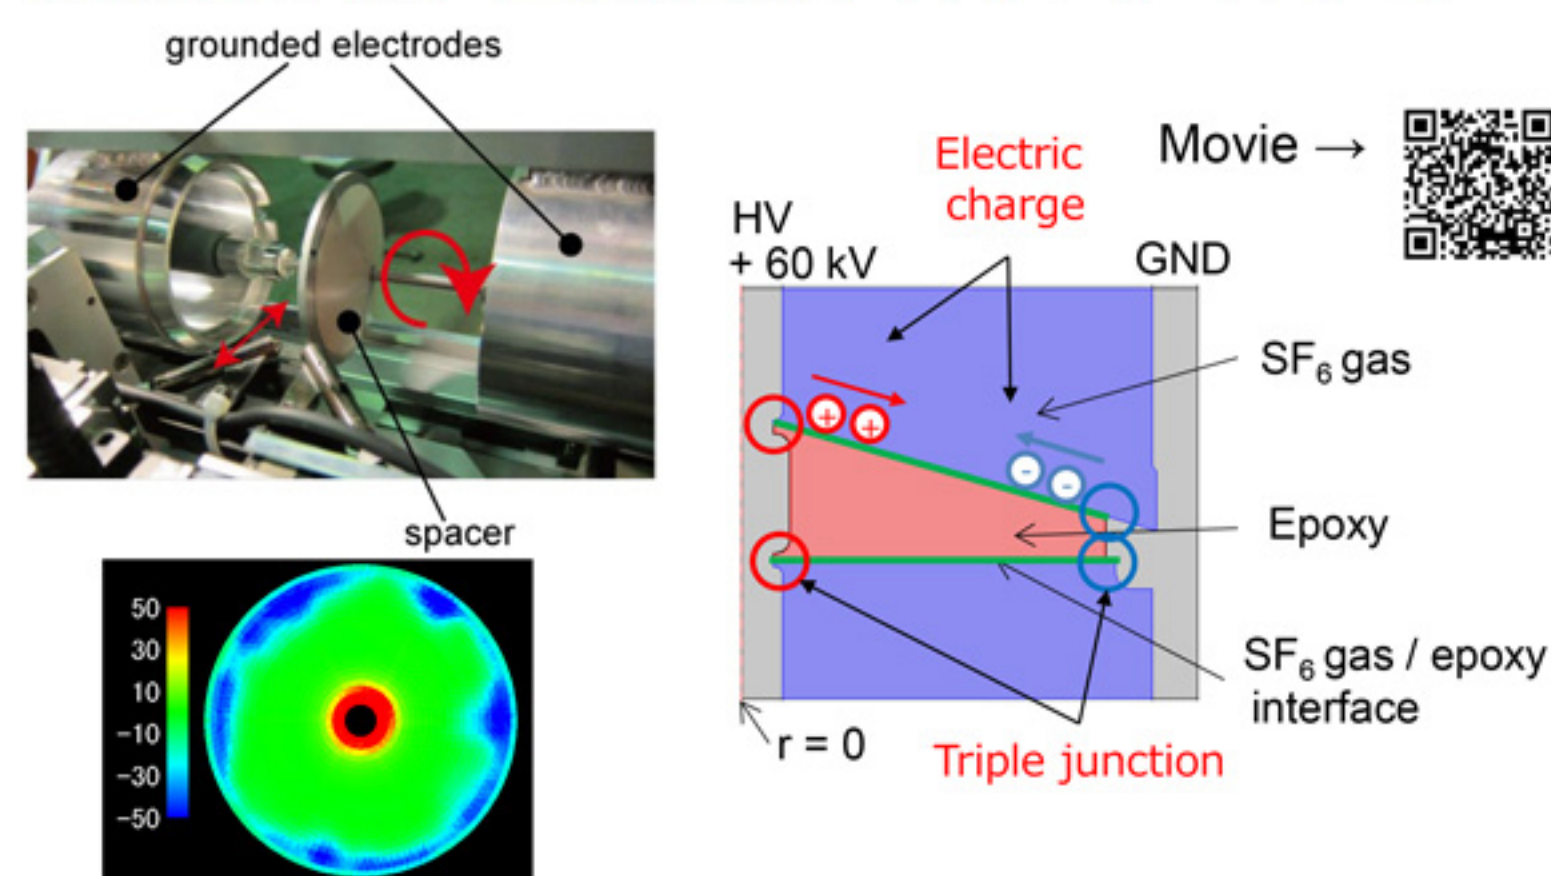 grounded electrodes
spacer
50
30
10
−10
−30
−50
Movie →
Electric
charge
HV
+ 60 kV
GND
SF₆ gas
+
+
-
-
Epoxy
SF₆ gas / epoxy
interface
r = 0
Triple junction